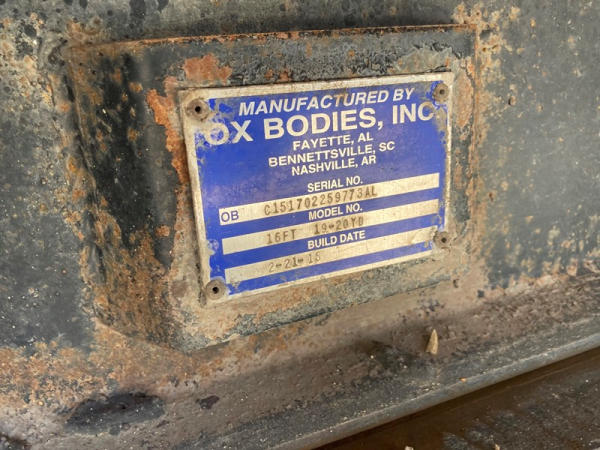 MANUFACTURED BY
OX BODIES, INC
FAYETTE, AL
BENNETTSVILLE, SC
NASHVILLE, AR
SERIAL NO.
OB C151702259773AL
MODEL NO.
16FT 19-20YD
BUILD DATE
2-21-15